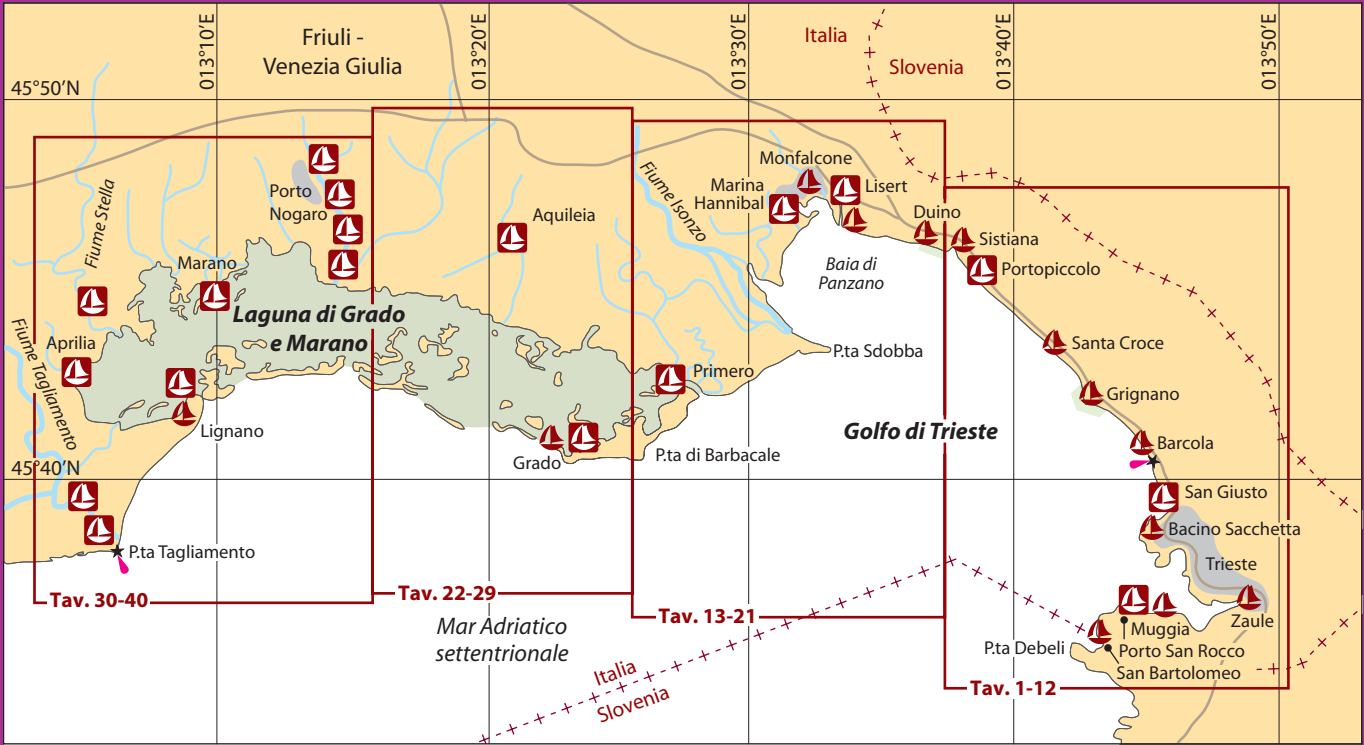 013°10'E
013°20'E
013°30'E
013°40'E
013°50'E
Friuli -
Venezia Giulia
Italia
Slovenia
45°50'N
Monfalcone
Marina
Hannibal
Lisert
Fiume Isonzo
Porto
Nogaro
Aquileia
Duino
Sistiana
Portopiccolo
Fiume Stella
Marano
Baia di
Panzano
Laguna di Grado
e Marano
Fiume Tagliamento
Aprilia
P.ta Sdobba
Santa Croce
Primero
Grignano
Lignano
Golfo di Trieste
Barcola
Grado
P.ta di Barbacale
45°40'N
San Giusto
Bacino Sacchetta
P.ta Tagliamento
Trieste
Tav. 30-40
Tav. 22-29
Tav. 13-21
Zaule
Muggia
Mar Adriatico
settentrionale
P.ta Debeli
Porto San Rocco
San Bartolomeo
Italia
Slovenia
Tav. 1-12